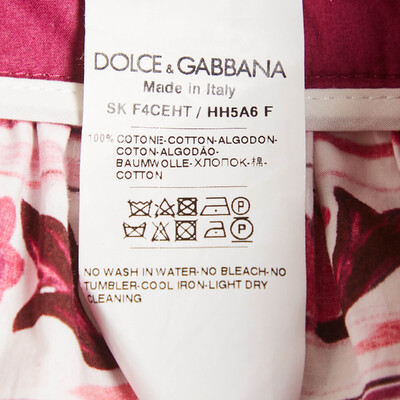 DOLCE & GABBANA
Made in Italy
SK F4CEHT / HH5A6 F
100% COTONE-COTTON-ALGODON-
COTTON-ALGODÃO-
BAUMWOLLE-ХЛОПОК-棉-
COTTON
P
P
NO WASH IN WATER-NO BLEACH-NO
TUMBLER-COOL IRON-LIGHT DRY
CLEANING